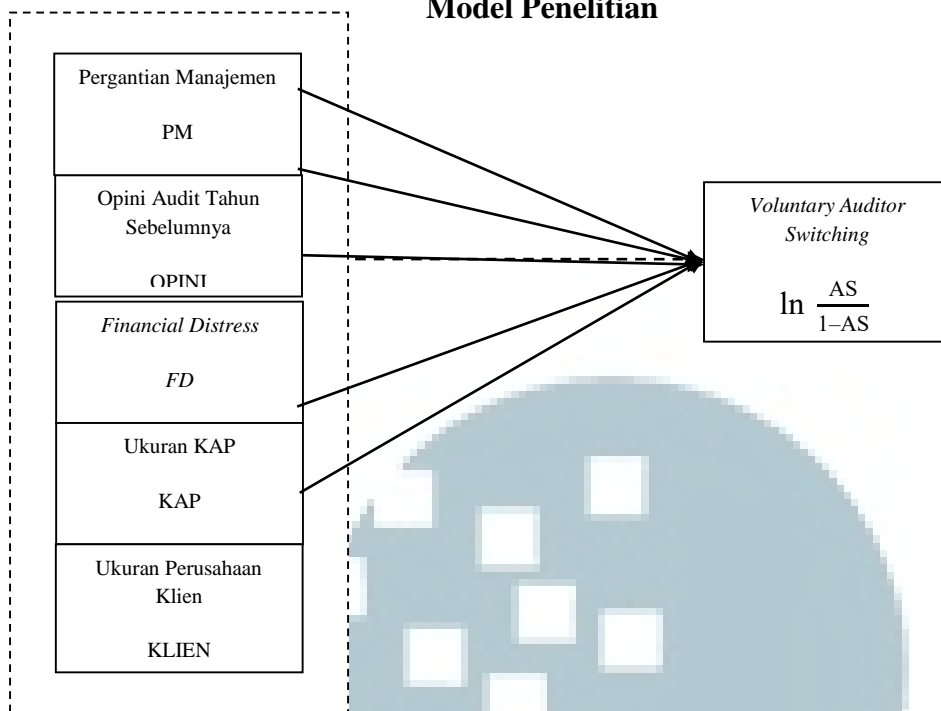 Model Penelitian
Pergantian Manajemen
PM
Opini Audit Tahun
Sebelumnya
OPINI
Financial Distress
FD
Ukuran KAP
KAP
Ukuran Perusahaan
Klien
KLIEN
Voluntary Auditor
Switching
ln AS
1–AS